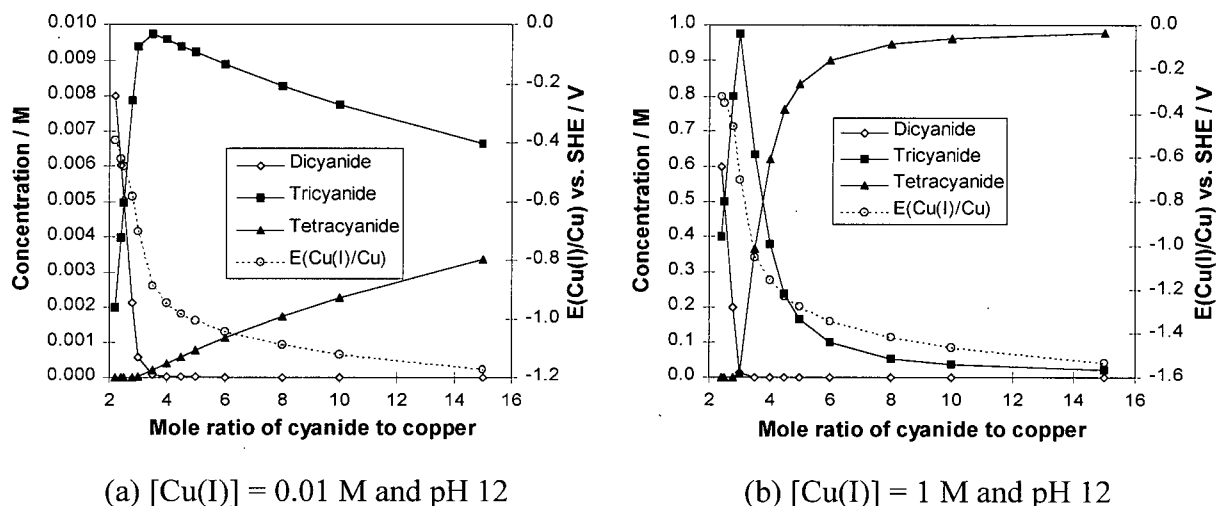 Concentration / M
0.010
0.009
0.008
0.007
0.006
0.005
0.004
0.003
0.002
0.001
0.000
Dicyanide
Tricyanide
Tetracyanide
E(Cu(I)/Cu)
0.0
-0.2
-0.4
-0.6
-0.8
-1.0
-1.2
E(Cu(I)/Cu) vs. SHE / V
2 4 6 8 10 12 14 16
Mole ratio of cyanide to copper
(a) [Cu(I)] = 0.01 M and pH 12
Concentration / M
1.0
0.9
0.8
0.7
0.6
0.5
0.4
0.3
0.2
0.1
0.0
Dicyanide
Tricyanide
Tetracyanide
E(Cu(I)/Cu)
0.0
-0.2
-0.4
-0.6
-0.8
-1.0
-1.2
-1.4
-1.6
E(Cu(I)/Cu) vs. SHE / V
2 4 6 8 10 12 14 16
Mole ratio of cyanide to copper
(b) [Cu(I)] = 1 M and pH 12